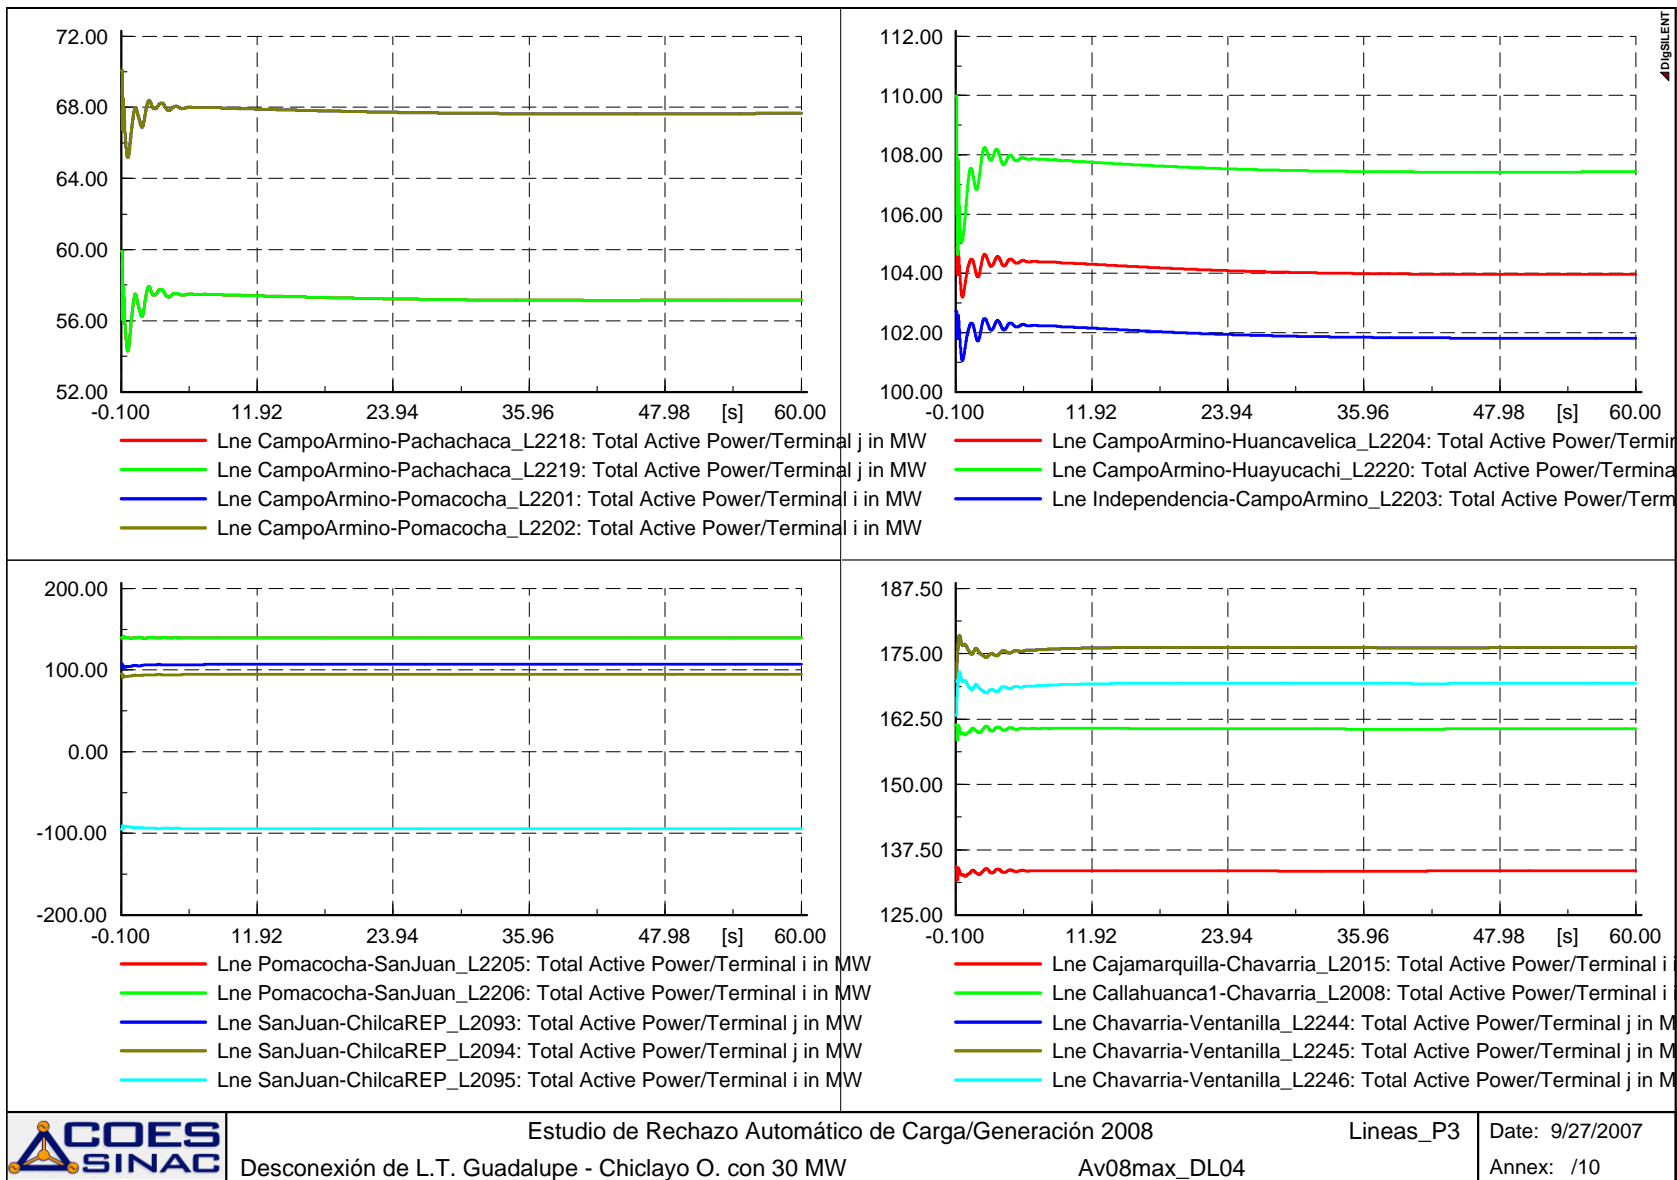 72.00
68.00
64.00
60.00
56.00
52.00
-0.100 11.92 23.94 35.96 47.98 [s] 60.00
Lne CampoArmino-Pachachaca_L2218: Total Active Power/Terminal j in MW
Lne CampoArmino-Pachachaca_L2219: Total Active Power/Terminal j in MW
Lne CampoArmino-Pomacocha_L2201: Total Active Power/Terminal i in MW
Lne CampoArmino-Pomacocha_L2202: Total Active Power/Terminal i in MW
DIgSILENT
112.00
110.00
108.00
106.00
104.00
102.00
100.00
-0.100 11.92 23.94 35.96 47.98 [s] 60.00
Lne CampoArmino-Huancavelica_L2204: Total Active Power/Termin
Lne CampoArmino-Huayucachi_L2220: Total Active Power/Termina
Lne Independencia-CampoArmino_L2203: Total Active Power/Term
200.00
100.00
0.00
-100.00
-200.00
-0.100 11.92 23.94 35.96 47.98 [s] 60.00
Lne Pomacocha-SanJuan_L2205: Total Active Power/Terminal i in MW
Lne Pomacocha-SanJuan_L2206: Total Active Power/Terminal i in MW
Lne SanJuan-ChilcaREP_L2093: Total Active Power/Terminal j in MW
Lne SanJuan-ChilcaREP_L2094: Total Active Power/Terminal j in MW
Lne SanJuan-ChilcaREP_L2095: Total Active Power/Terminal i in MW
187.50
175.00
162.50
150.00
137.50
125.00
-0.100 11.92 23.94 35.96 47.98 [s] 60.00
Lne Cajamarquilla-Chavarria_L2015: Total Active Power/Terminal i i
Lne Callahuanca1-Chavarria_L2008: Total Active Power/Terminal i i
Lne Chavarria-Ventanilla_L2244: Total Active Power/Terminal j in M
Lne Chavarria-Ventanilla_L2245: Total Active Power/Terminal j in M
Lne Chavarria-Ventanilla_L2246: Total Active Power/Terminal j in M
COES
SINAC
Estudio de Rechazo Automático de Carga/Generación 2008 Lineas_P3
Desconexión de L.T. Guadalupe - Chiclayo O. con 30 MW Av08max_DL04
Date: 9/27/2007
Annex: /10